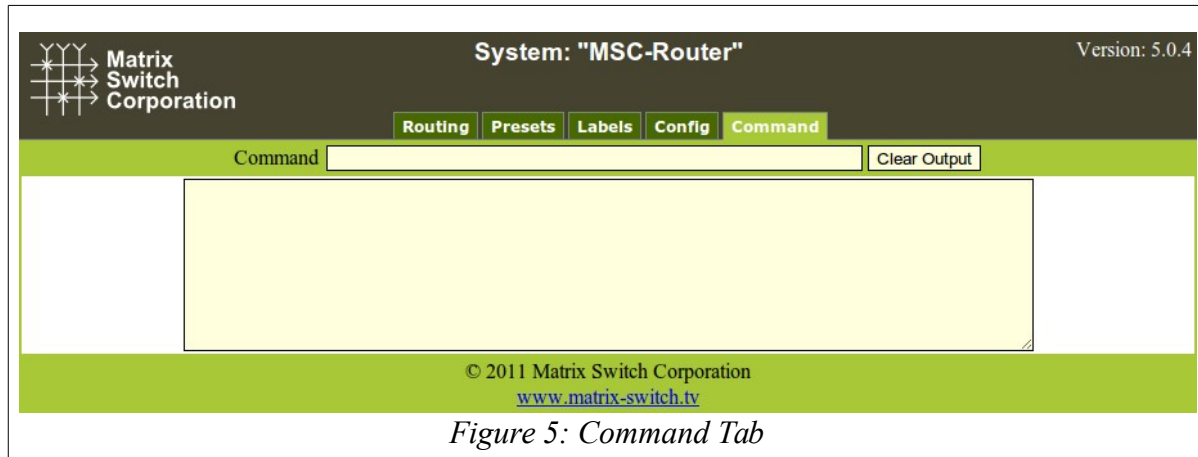 Matrix
Switch
Corporation
System: "MSC-Router"
Version: 5.0.4
Routing Presets Labels Config Command
Command Clear Output
© 2011 Matrix Switch Corporation
www.matrix-switch.tv
Figure 5: Command Tab